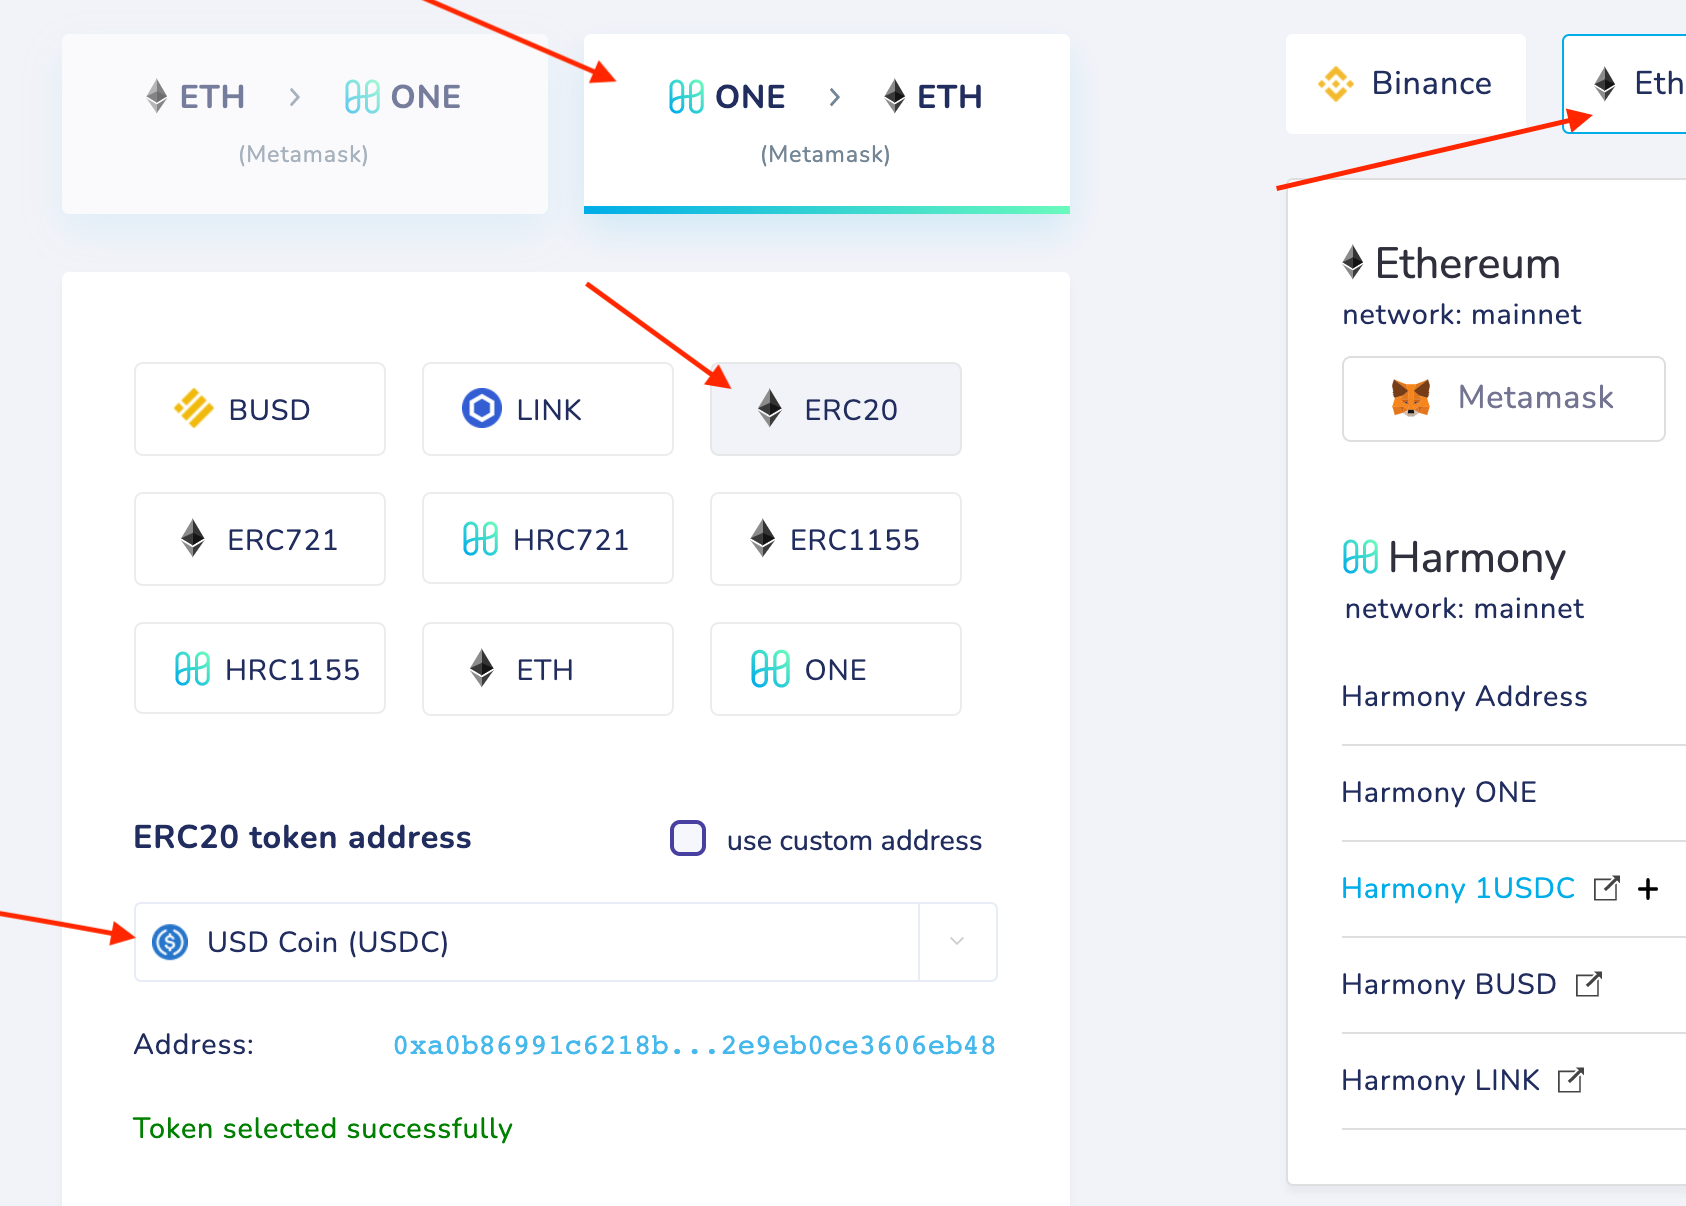 ETH > ONE
(Metamask)
ONE > ETH
(Metamask)
BUSD
LINK
ERC20
ERC721
HRC721
ERC1155
HRC1155
ETH
ONE
ERC20 token address
use custom address
USD Coin (USDC)
Address: 0xa0b86991c6218b...2e9eb0ce3606eb48
Token selected successfully
Binance
Eth
Ethereum
network: mainnet
Metamask
Harmony
network: mainnet
Harmony Address
Harmony ONE
Harmony 1USDC +
Harmony BUSD
Harmony LINK